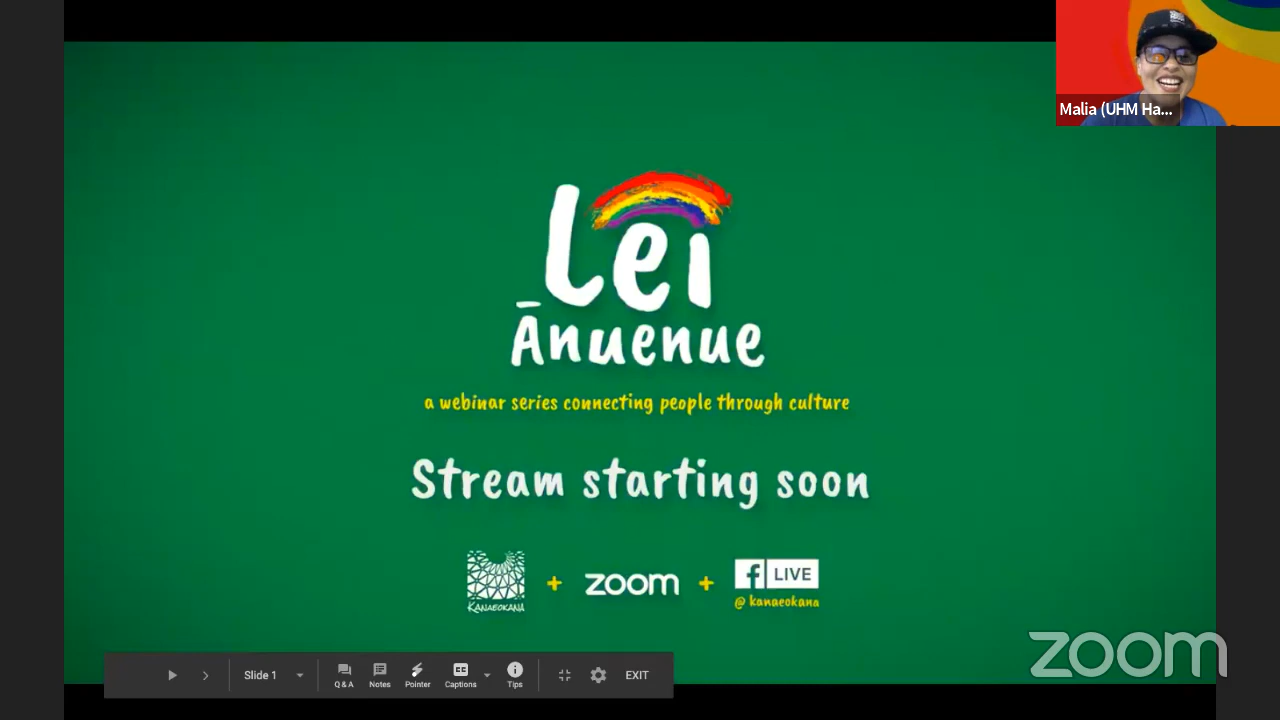 Malia (UHM Ha...
Lei
Ānuenue
a webinar series connecting people through culture
Stream starting soon
KANAEOKANA
+ zoom + f LIVE
@ kanaeokana
zoom
Slide 1
Q & A Notes Pointer Captions Tips EXIT